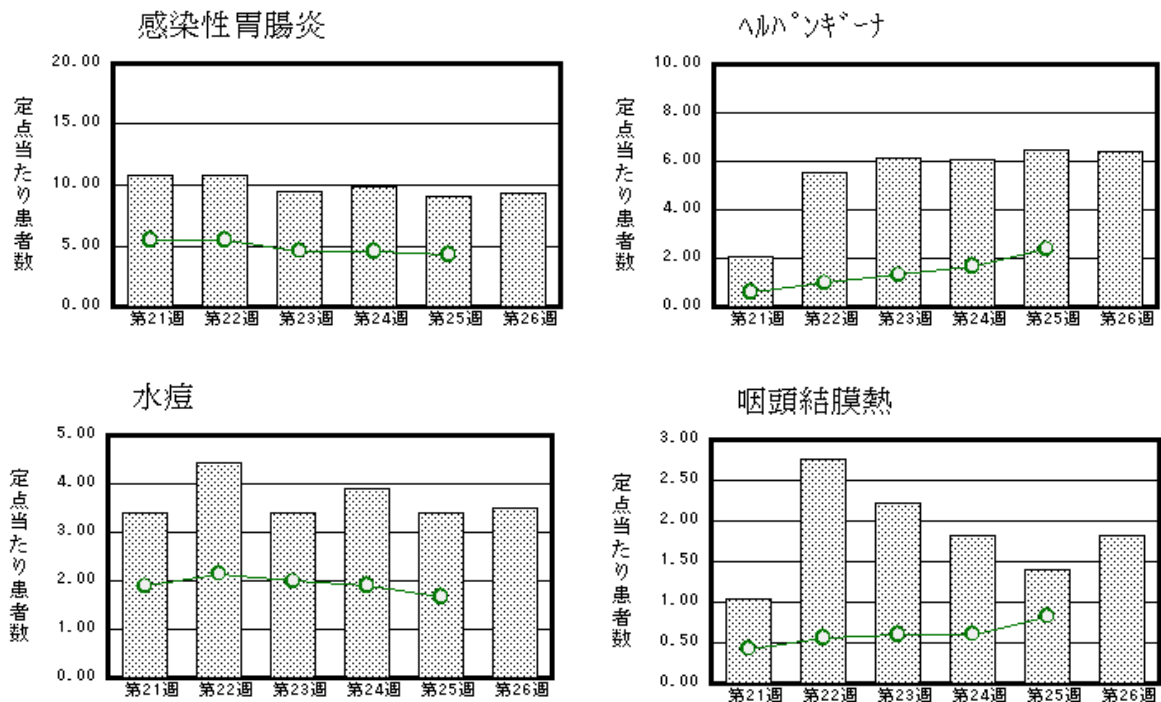 感染性胃腸炎
定点当たり患者数
20.00
15.00
10.00
5.00
0.00
第21週 第22週 第23週 第24週 第25週 第26週
ﾍﾙﾊﾟﾝｷﾞｰﾅ
定点当たり患者数
10.00
8.00
6.00
4.00
2.00
0.00
第21週 第22週 第23週 第24週 第25週 第26週
水痘
定点当たり患者数
5.00
4.00
3.00
2.00
1.00
0.00
第21週 第22週 第23週 第24週 第25週 第26週
咽頭結膜熱
定点当たり患者数
3.00
2.50
2.00
1.50
1.00
0.50
0.00
第21週 第22週 第23週 第24週 第25週 第26週